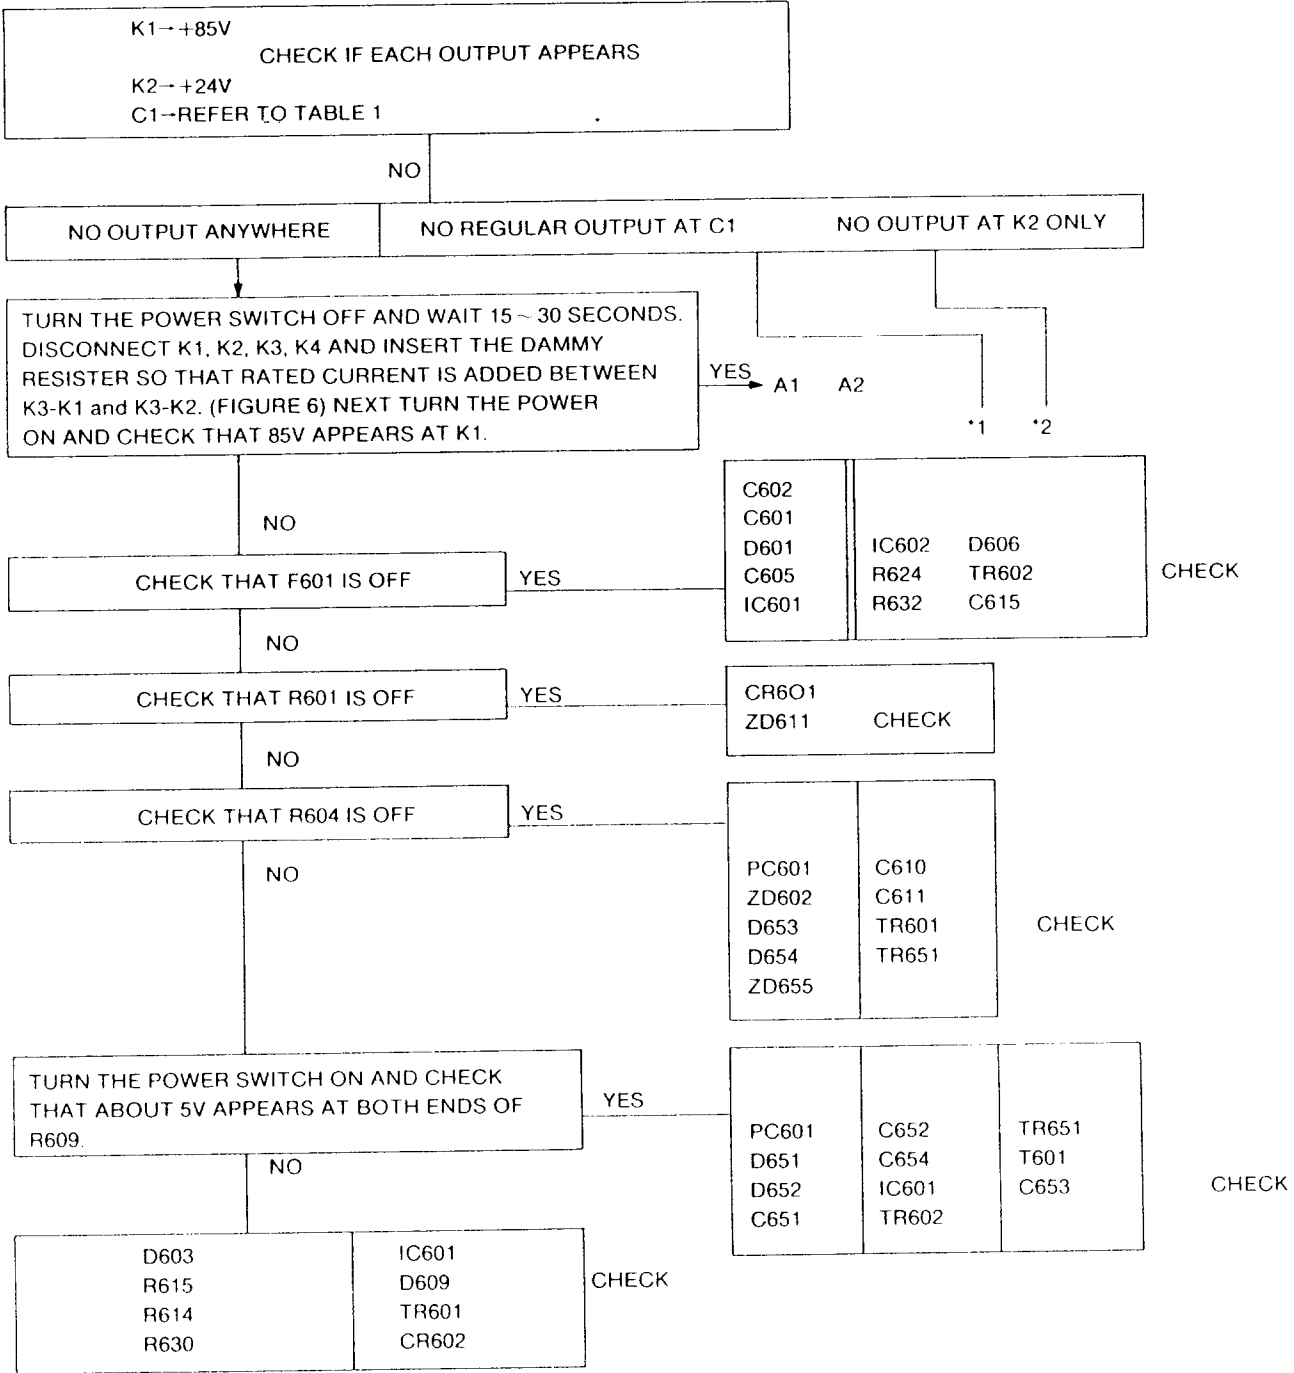 K1→+85V
CHECK IF EACH OUTPUT APPEARS
K2→+24V
C1→REFER TO TABLE 1
NO
NO OUTPUT ANYWHERE
NO REGULAR OUTPUT AT C1
NO OUTPUT AT K2 ONLY
TURN THE POWER SWITCH OFF AND WAIT 15~30 SECONDS.
DISCONNECT K1, K2, K3, K4 AND INSERT THE DAMMY
RESISTER SO THAT RATED CURRENT IS ADDED BETWEEN
K3-K1 and K3-K2. (FIGURE 6) NEXT TURN THE POWER
ON AND CHECK THAT 85V APPEARS AT K1.
YES
A1 A2
*1 *2
NO
CHECK THAT F601 IS OFF
YES
C602
C601
D601
C605
IC601
IC602 D606
R624 TR602
R632 C615
CHECK
NO
CHECK THAT R601 IS OFF
YES
CR6O1
ZD611 CHECK
NO
CHECK THAT R604 IS OFF
YES
PC601 C610
ZD602 C611
D653 TR601
D654 TR651
ZD655
CHECK
NO
TURN THE POWER SWITCH ON AND CHECK
THAT ABOUT 5V APPEARS AT BOTH ENDS OF
R609.
YES
PC601 C652 TR651
D651 C654 T601
D652 IC601 C653
C651 TR602
CHECK
NO
D603 IC601
R615 D609
R614 TR601
R630 CR602
CHECK